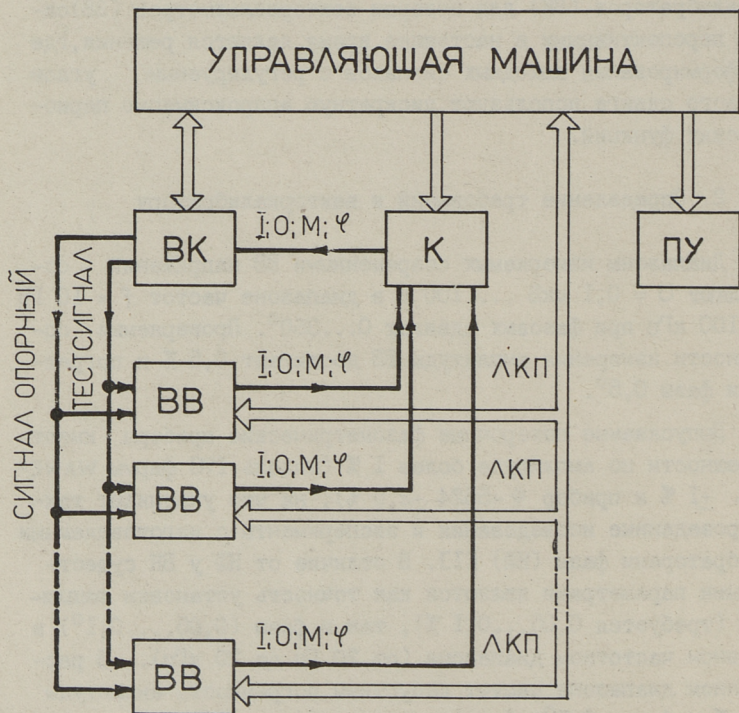 УПРАВЛЯЮЩАЯ МАШИНА
ВК
I;О;М;φ
К
ПУ
СИГНАЛ ОПОРНЫЙ
ТЕСТСИГНАЛ
ВВ
I;О;М;φ
ЛКП
ВВ
I;О;М;φ
ЛКП
ВВ
I;О;М;φ
ЛКП